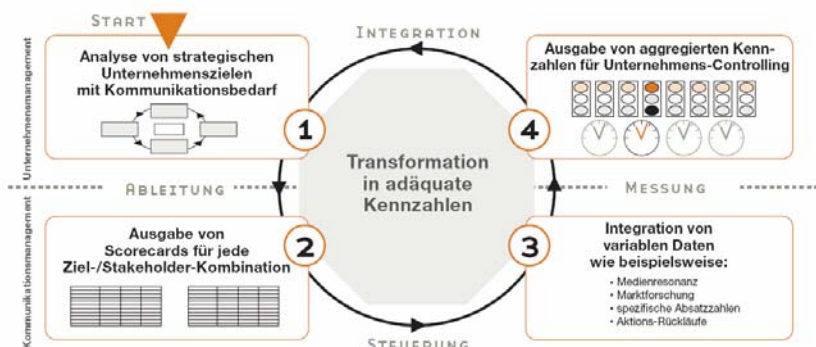 START
INTEGRATION
Unternehmensmanagement
Analyse von strategischen
Unternehmenszielen
mit Kommunikationsbedarf
1
Ausgabe von aggregierten Kenn-
zahlen für Unternehmens-Controlling
4
Transformation
in adäquate
Kennzahlen
ABLEITUNG
MESSUNG
Kommunikationsmanagement
Ausgabe von
Scorecards für jede
Ziel-/Stakeholder-Kombination
2
3
Integration von
variablen Daten
wie beispielsweise:
• Medienresonanz
• Marktforschung
• spezifische Absatzzahlen
• Aktions-Rückläufe
STEUERUNG